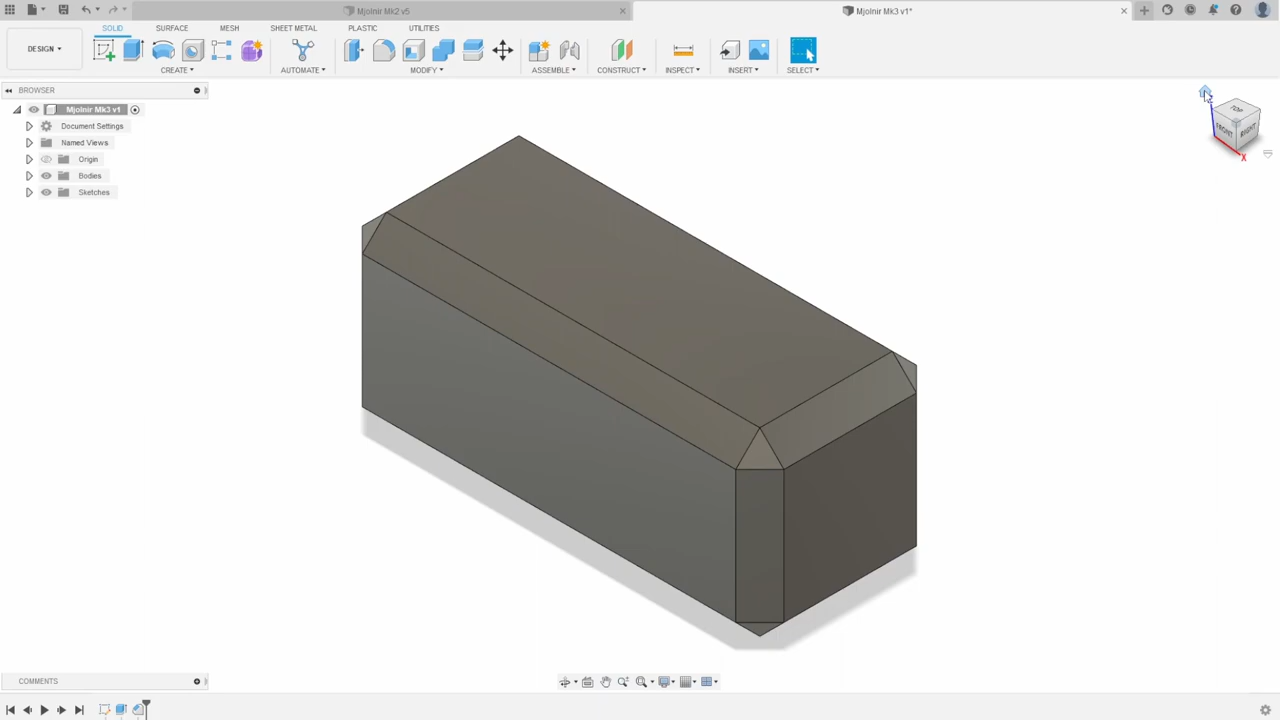 Mjolnir Mk2 v5
Mjolnir Mk3 v1*
SOLID SURFACE MESH SHEET METAL PLASTIC UTILITIES
DESIGN
CREATE AUTOMATE MODIFY ASSEMBLE CONSTRUCT INSPECT INSERT SELECT
BROWSER
Mjolnir Mk3 v1
Document Settings
Named Views
Origin
Bodies
Sketches
Z
TOP
FRONT
RIGHT
X
COMMENTS